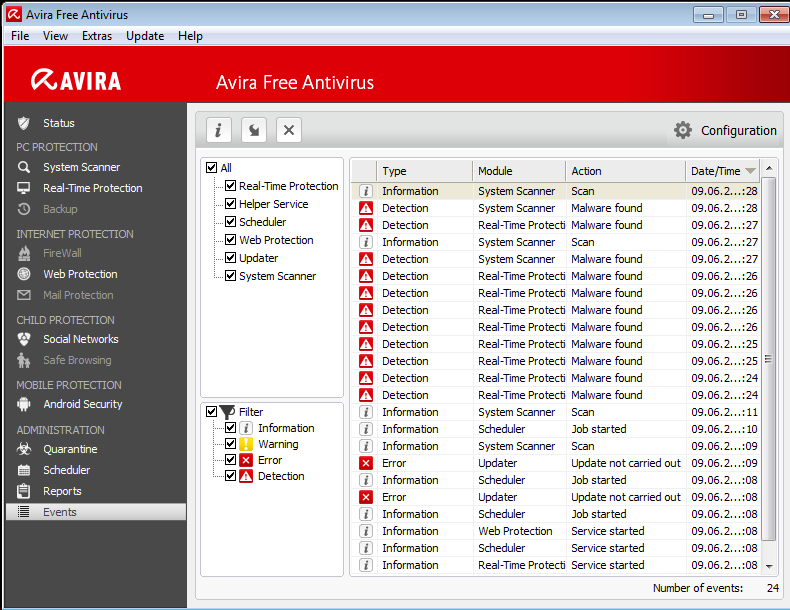 Avira Free Antivirus
File View Extras Update Help
AVIRA Avira Free Antivirus
Status
PC PROTECTION
System Scanner
Real-Time Protection
Backup
INTERNET PROTECTION
FireWall
Web Protection
Mail Protection
CHILD PROTECTION
Social Networks
Safe Browsing
MOBILE PROTECTION
Android Security
ADMINISTRATION
Quarantine
Scheduler
Reports
Events
Configuration
All
Real-Time Protection
Helper Service
Scheduler
Web Protection
Updater
System Scanner
Filter
Information
Warning
Error
Detection
Type Module Action Date/Time
Information System Scanner Scan 09.06.2...:28
Detection System Scanner Malware found 09.06.2...:28
Detection Real-Time Protecti Malware found 09.06.2...:27
Information System Scanner Scan 09.06.2...:27
Detection System Scanner Malware found 09.06.2...:27
Detection Real-Time Protecti Malware found 09.06.2...:26
Detection Real-Time Protecti Malware found 09.06.2...:26
Detection Real-Time Protecti Malware found 09.06.2...:26
Detection Real-Time Protecti Malware found 09.06.2...:26
Detection Real-Time Protecti Malware found 09.06.2...:25
Detection Real-Time Protecti Malware found 09.06.2...:25
Detection Real-Time Protecti Malware found 09.06.2...:24
Detection Real-Time Protecti Malware found 09.06.2...:24
Information System Scanner Scan 09.06.2...:11
Information Scheduler Job started 09.06.2...:10
Information System Scanner Scan 09.06.2...:09
Error Updater Update not carried out 09.06.2...:09
Information Scheduler Job started 09.06.2...:08
Error Updater Update not carried out 09.06.2...:08
Information Scheduler Job started 09.06.2...:08
Information Web Protection Service started 09.06.2...:08
Information Scheduler Service started 09.06.2...:08
Information Real-Time Protecti Service started 09.06.2...:08
Number of events: 24